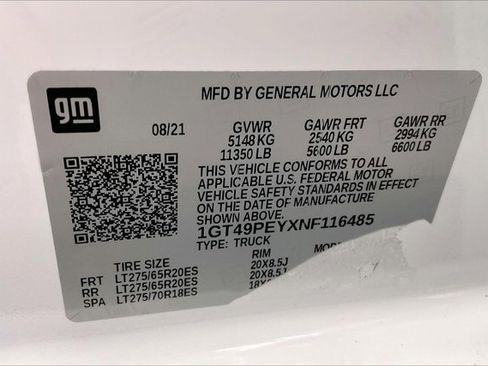 gm
MFD BY GENERAL MOTORS LLC
08/21 GVWR GAWR FRT GAWR RR
5148 KG 2540 KG 2994 KG
11350 LB 5600 LB 6600 LB
THIS VEHICLE CONFORMS TO ALL
APPLICABLE U.S. FEDERAL MOTOR
VEHICLE SAFETY STANDARDS IN EFFECT
ON THE DATE OF MANUFACTURE
SHOWN ABOVE.
1GT49PEYXNF116485
TYPE: TRUCK
TIRE SIZE RIM
FRT LT275/65R20ES 20X8.5J
RR LT275/65R20ES 20X8.5J
SPA LT275/70R18ES